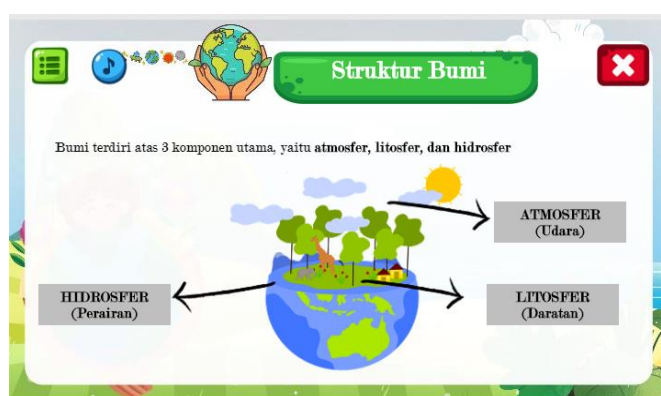 Struktur Bumi
Bumi terdiri atas 3 komponen utama, yaitu atmosfer, litosfer, dan hidrosfer
ATMOSFER
(Udara)
HIDROSFER
(Perairan)
LITOSFER
(Daratan)